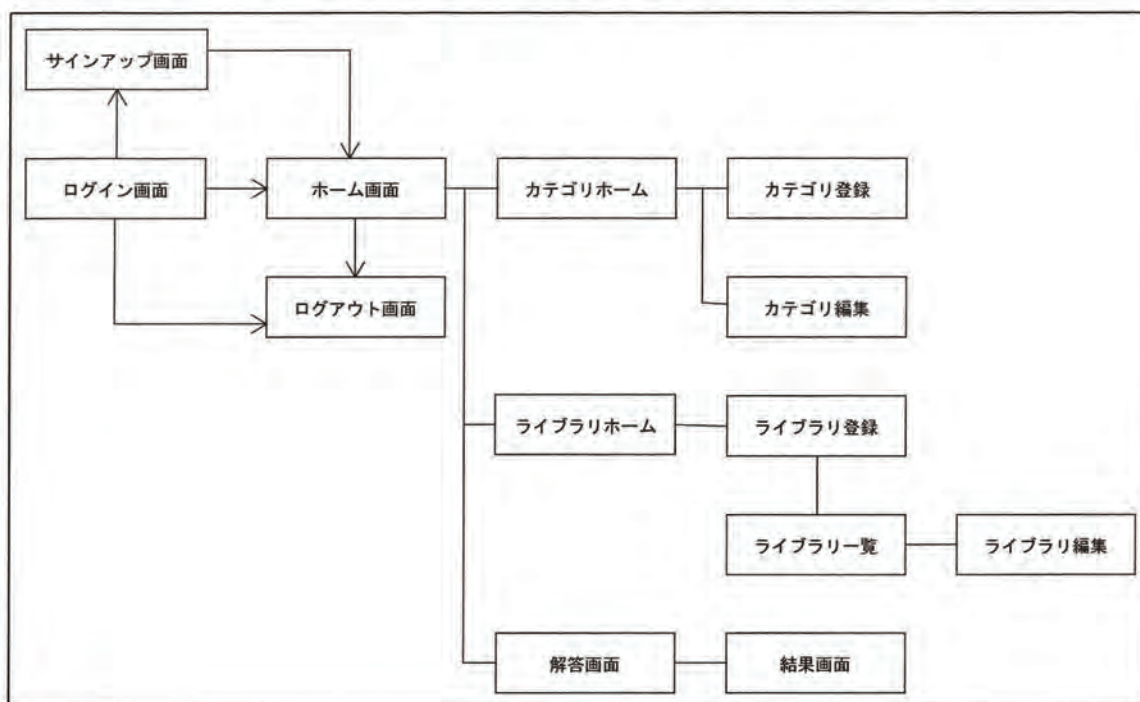 サインアップ画面
ログイン画面
ホーム画面
カテゴリホーム
カテゴリ登録
ログアウト画面
カテゴリ編集
ライブラリホーム
ライブラリ登録
ライブラリ一覧
ライブラリ編集
解答画面
結果画面